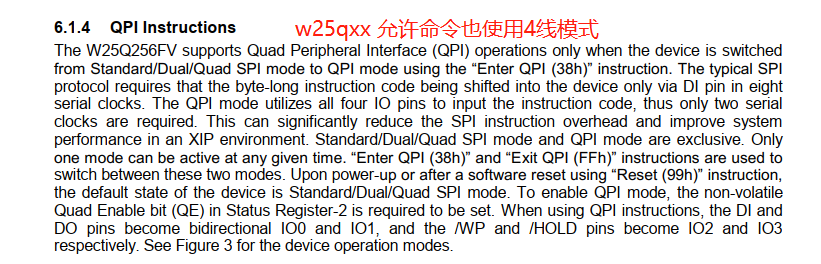 6.1.4 QPI Instructions
w25qxx 允许命令也使用4线模式
The W25Q256FV supports Quad Peripheral Interface (QPI) operations only when the device is switched
from Standard/Dual/Quad SPI mode to QPI mode using the “Enter QPI (38h)” instruction. The typical SPI
protocol requires that the byte-long instruction code being shifted into the device only via DI pin in eight
serial clocks. The QPI mode utilizes all four IO pins to input the instruction code, thus only two serial
clocks are required. This can significantly reduce the SPI instruction overhead and improve system
performance in an XIP environment. Standard/Dual/Quad SPI mode and QPI mode are exclusive. Only
one mode can be active at any given time. “Enter QPI (38h)” and “Exit QPI (FFh)” instructions are used to
switch between these two modes. Upon power-up or after a software reset using “Reset (99h)” instruction,
the default state of the device is Standard/Dual/Quad SPI mode. To enable QPI mode, the non-volatile
Quad Enable bit (QE) in Status Register-2 is required to be set. When using QPI instructions, the DI and
DO pins become bidirectional IO0 and IO1, and the /WP and /HOLD pins become IO2 and IO3
respectively. See Figure 3 for the device operation modes.